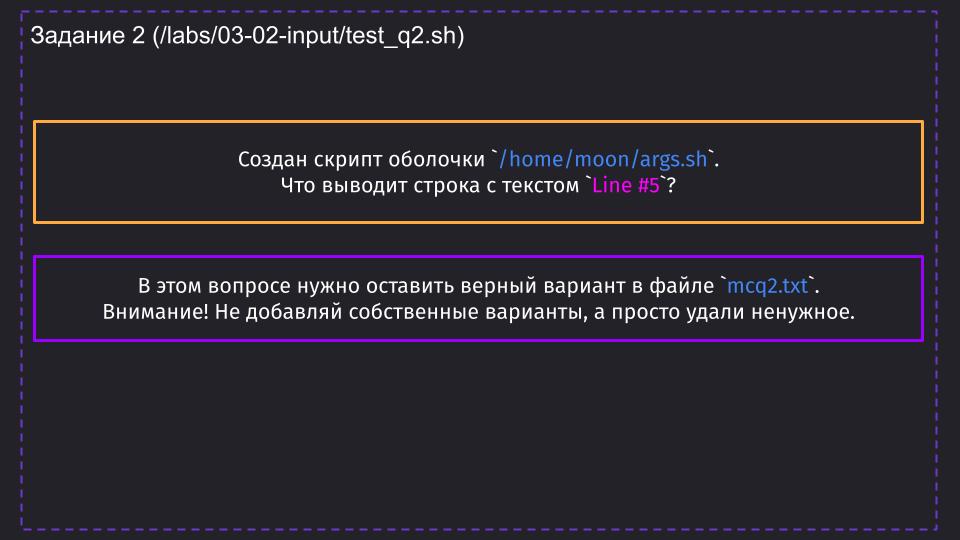 Задание 2 (/labs/03-02-input/test_q2.sh)
Создан скрипт оболочки `/home/moon/args.sh`.
Что выводит строка с текстом `Line #5`?
В этом вопросе нужно оставить верный вариант в файле `mcq2.txt`.
Внимание! Не добавляй собственные варианты, а просто удали ненужное.